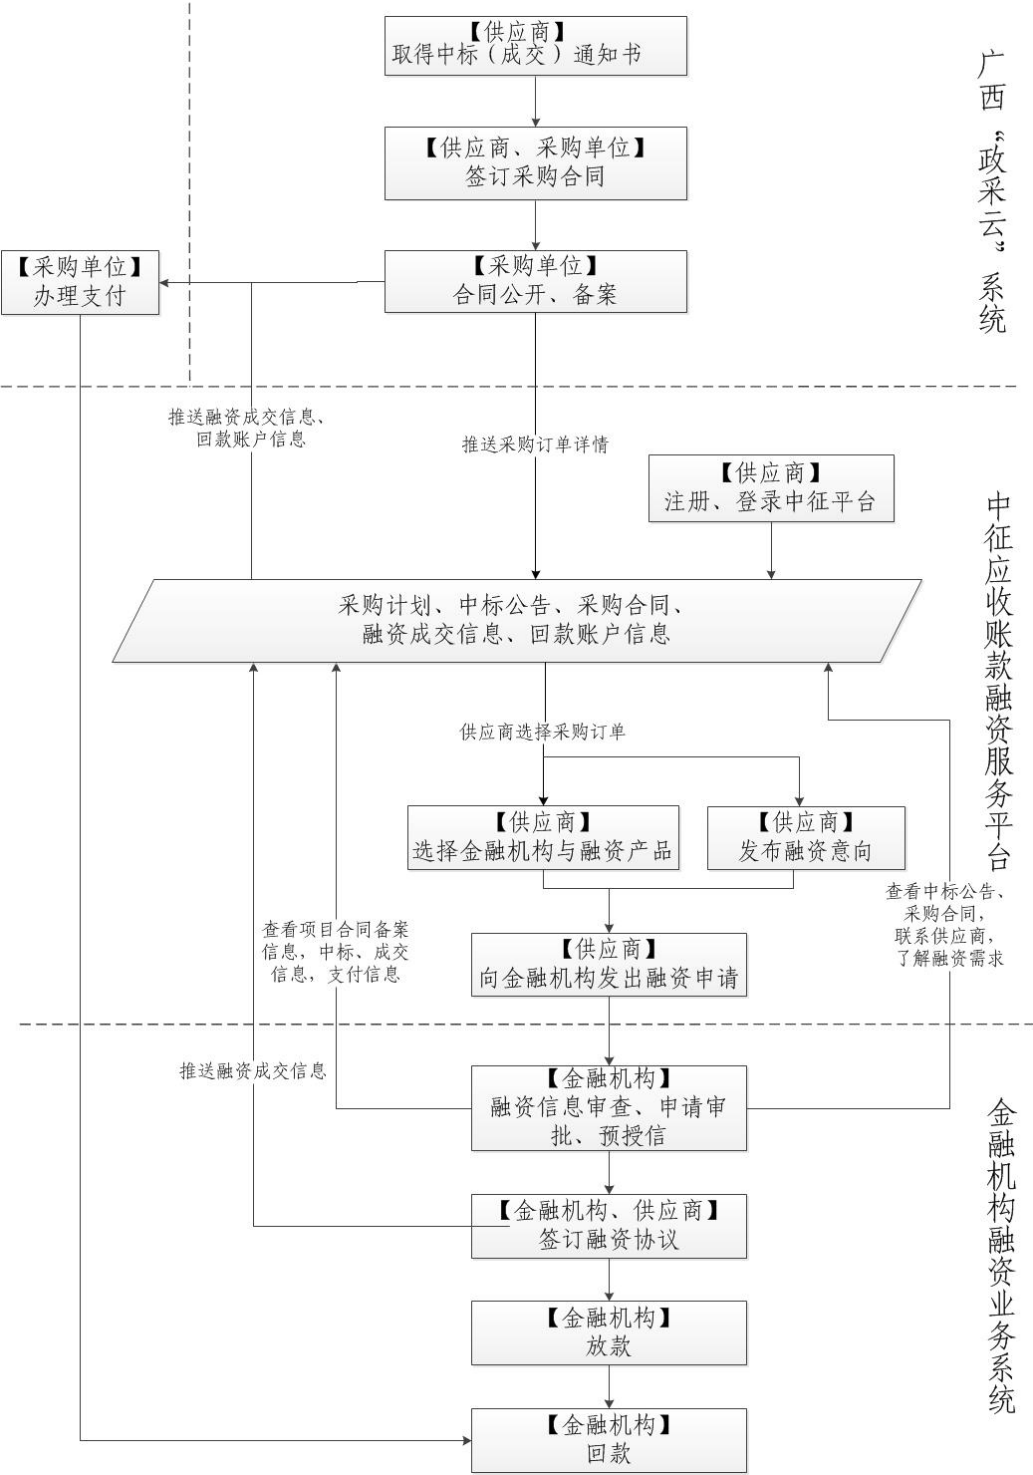 【供应商】
取得中标（成交）通知书
【供应商、采购单位】
签订采购合同
【采购单位】
办理支付
【采购单位】
合同公开、备案
广西“政采云”系统
推送融资成交信息、
回款账户信息
推送采购订单详情
【供应商】
注册、登录中征平台
采购计划、中标公告、采购合同、
融资成交信息、回款账户信息
中征应收账款融资服务平台
供应商选择采购订单
【供应商】
选择金融机构与融资产品
【供应商】
发布融资意向
查看中标公告、
采购合同，
联系供应商，
了解融资需求
查看项目合同备案
信息，中标、成交
信息，支付信息
【供应商】
向金融机构发出融资申请
推送融资成交信息
【金融机构】
融资信息审查、申请审
批、预授信
【金融机构、供应商】
签订融资协议
【金融机构】
放款
【金融机构】
回款
金融机构融资业务系统